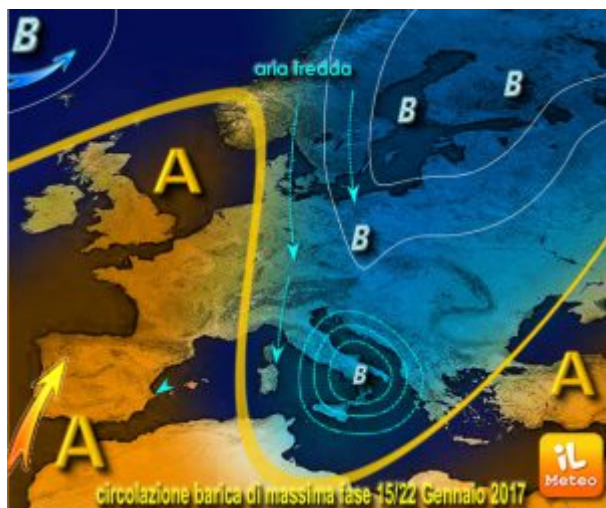 B
aria fredda
B
B
A
B
B
A
A
iL
Meteo
circolazione barica di massima fase 15/22 Gennaio 2017